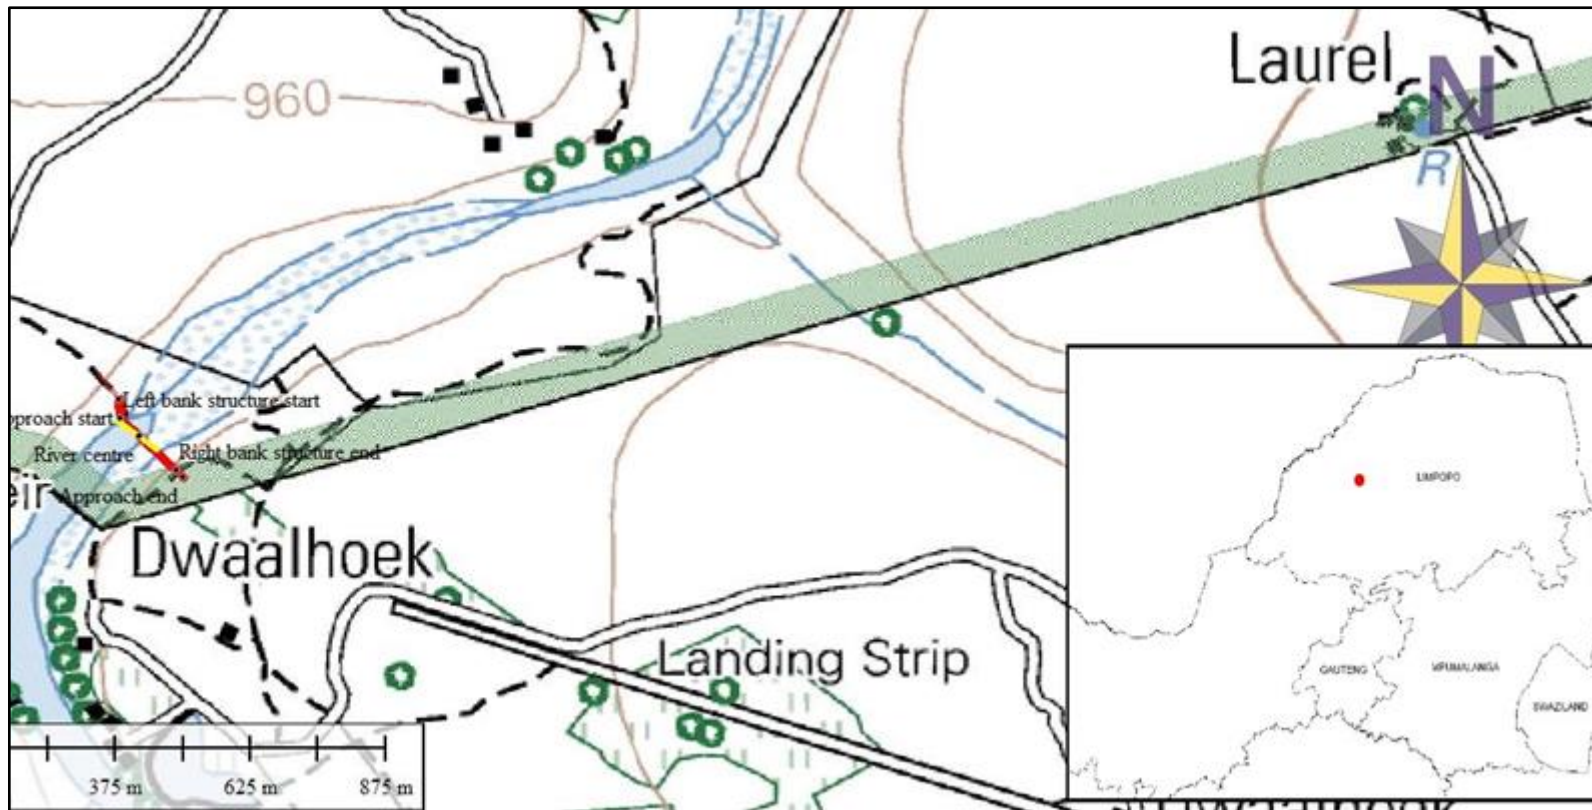 Laurel
N
960
R
Left bank structure start
pproach start
River centre
Right bank structure end
eir
Approach end
Dwaalhoek
Landing Strip
375 m
625 m
875 m
LIMPOPO
GAUTENG
MPUMALANGA
SWAZILAND